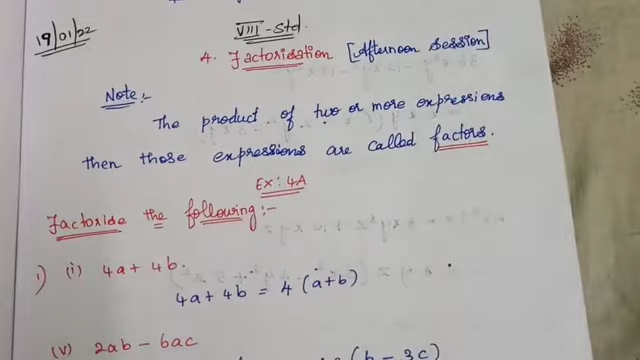 19/01/22
VIII - Std.
4. Factorisation [Afternoon Session]
Note:-
The product of two or more expressions
then those expressions are called factors.
Ex: 4A
Factorise the following:-
1) (i) 4a + 4b.
4a + 4b = 4 (a+b)
(v) 2ab - 6ac
(b - 3c)